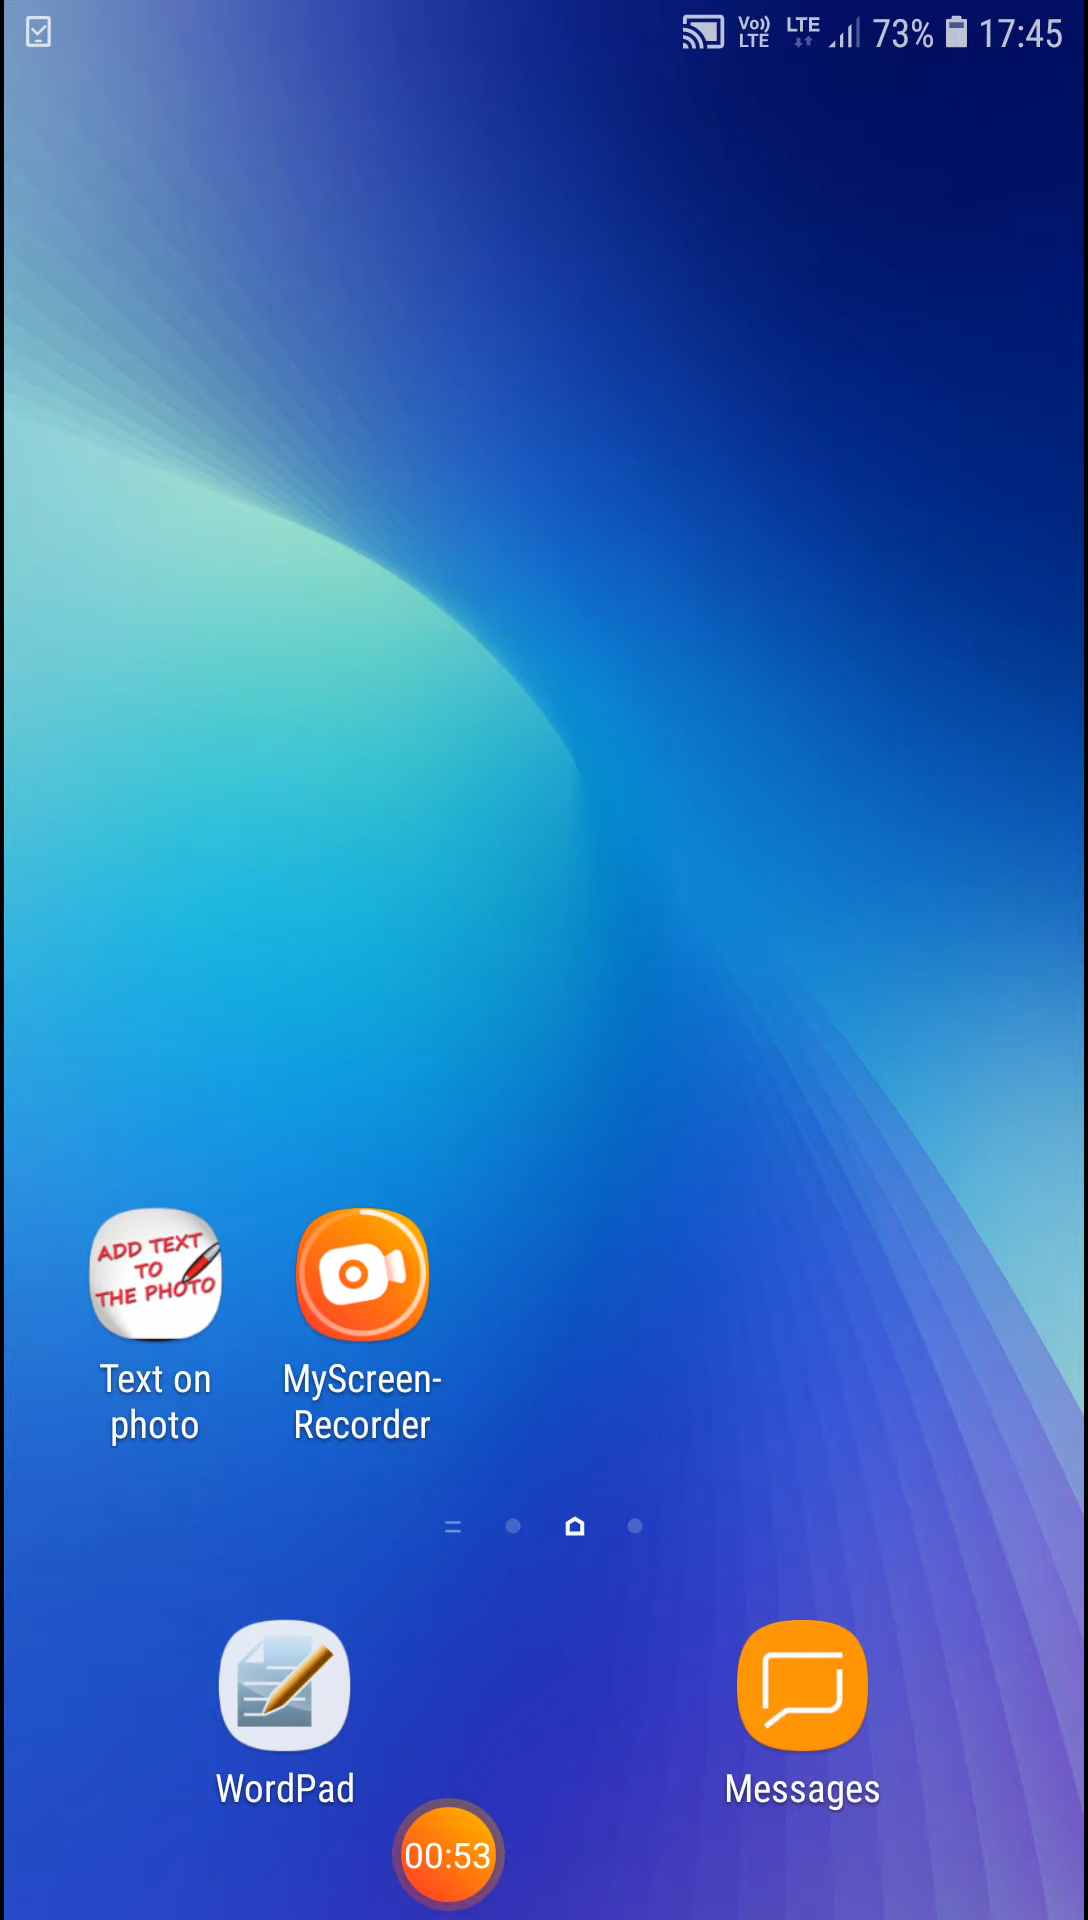 Vo)) LTE LTE 73% 17:45
ADD TEXT
TO
THE PHOTO
Text on
photo
MyScreen-
Recorder
WordPad
Messages
00:53